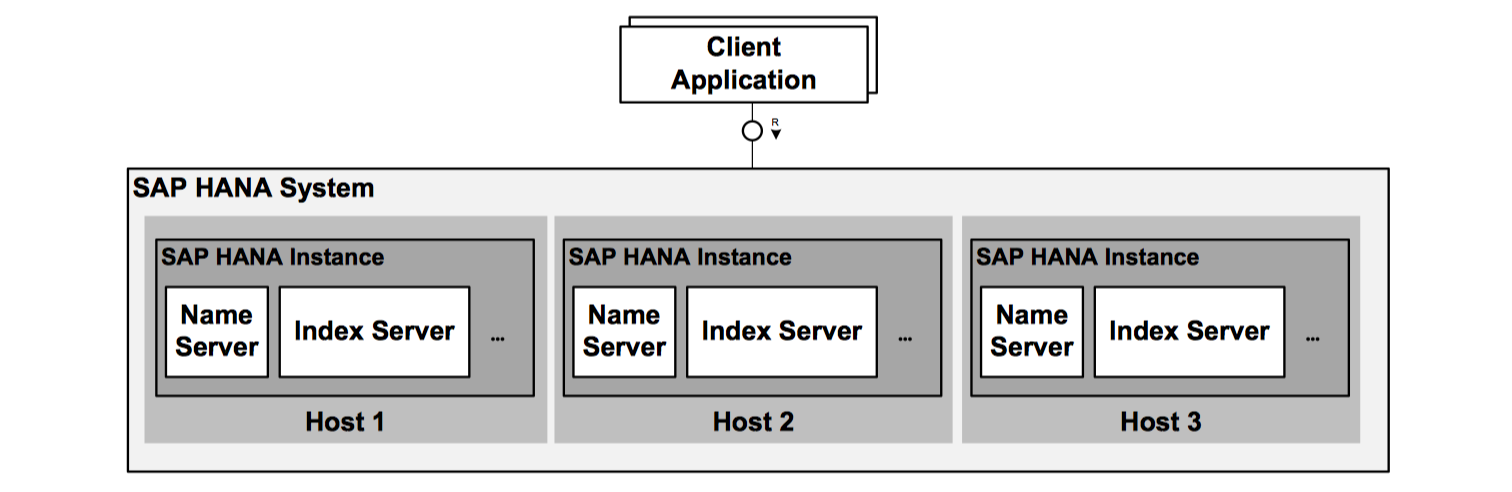 Client
Application
R
SAP HANA System
SAP HANA Instance
Name
Server
Index Server
...
Host 1
SAP HANA Instance
Name
Server
Index Server
...
Host 2
SAP HANA Instance
Name
Server
Index Server
...
Host 3